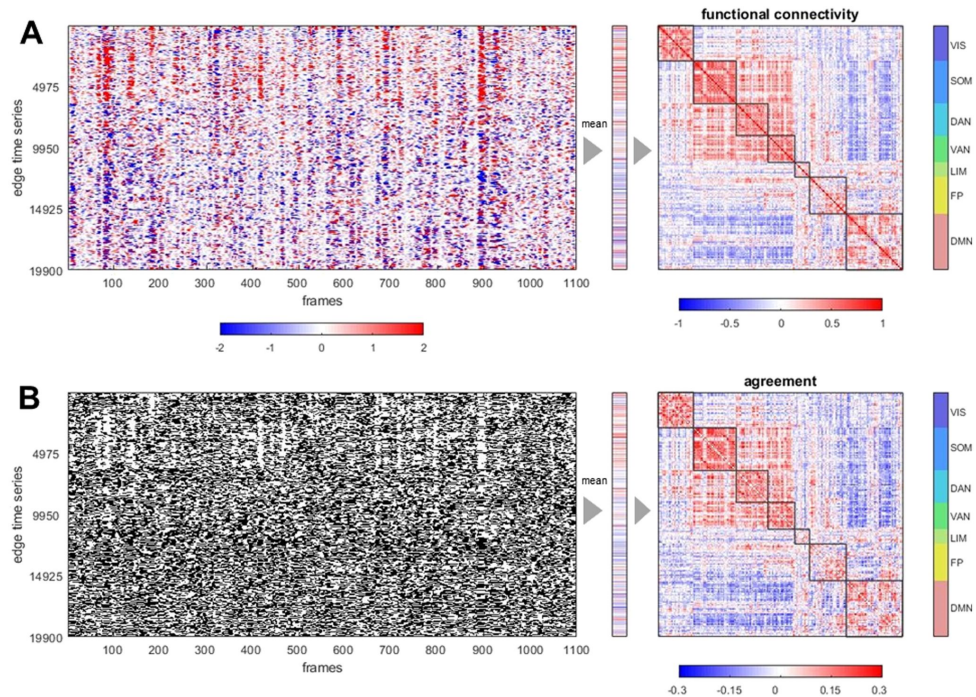 A
functional connectivity
edge time series
4975
9950
14925
19900
100 200 300 400 500 600 700 800 900 1000 1100
frames
-2 -1 0 1 2
mean
VIS
SOM
DAN
VAN
LIM
FP
DMN
-1 -0.5 0 0.5 1
B
agreement
edge time series
4975
9950
14925
19900
100 200 300 400 500 600 700 800 900 1000 1100
frames
mean
VIS
SOM
DAN
VAN
LIM
FP
DMN
-0.3 -0.15 0 0.15 0.3